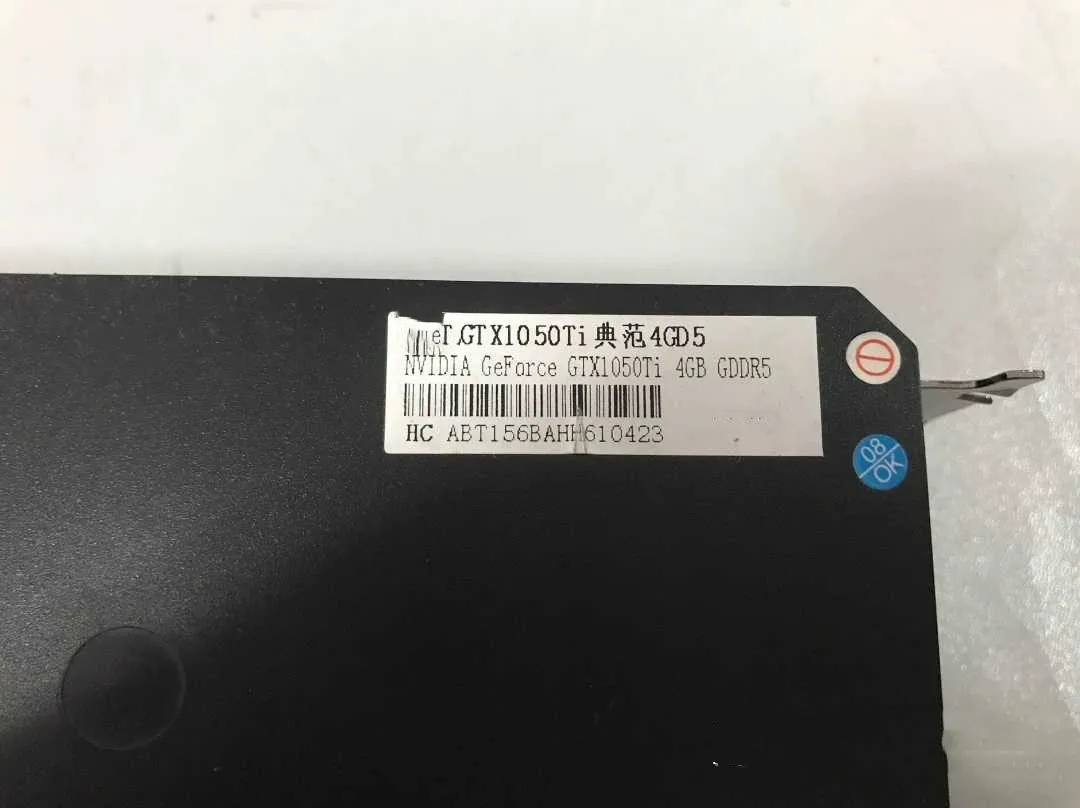 eT.GTX1050Ti典范4GD5
NVIDIA GeForce GTX1050Ti 4GB GDDR5
HC ABT156BAHH610423
08/OK